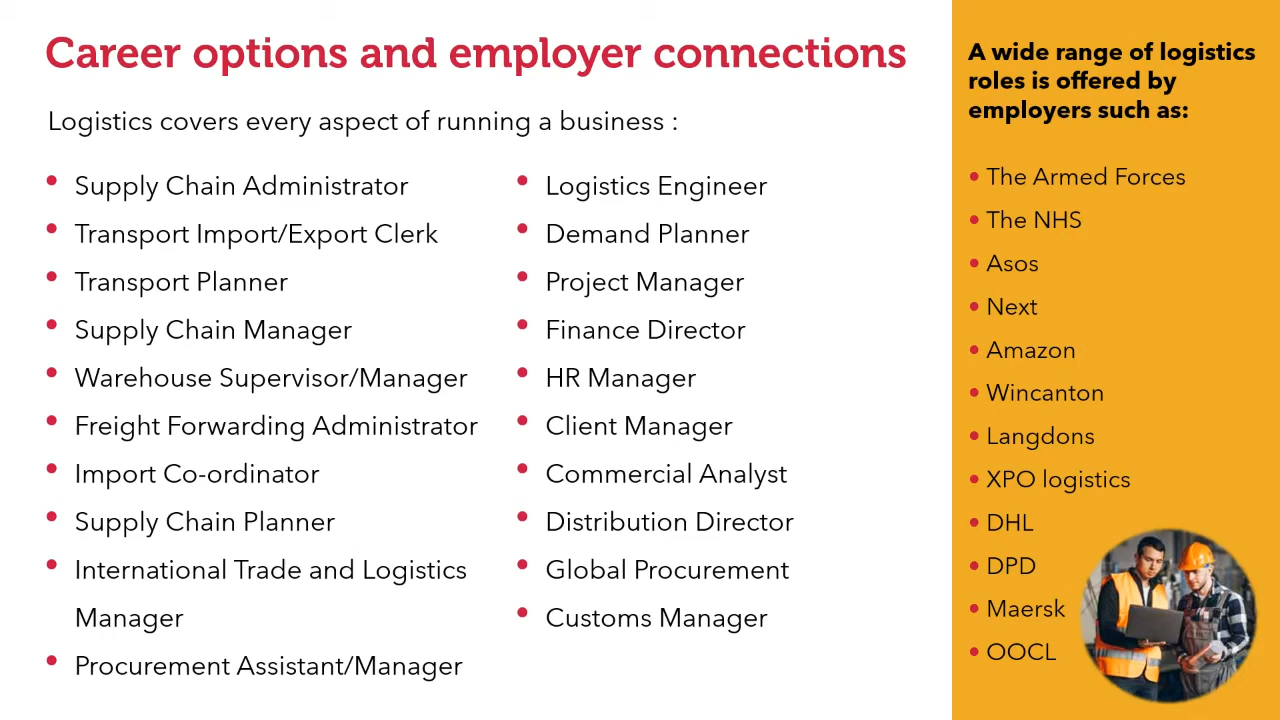 Career options and employer connections
Logistics covers every aspect of running a business :
• Supply Chain Administrator
• Transport Import/Export Clerk
• Transport Planner
• Supply Chain Manager
• Warehouse Supervisor/Manager
• Freight Forwarding Administrator
• Import Co-ordinator
• Supply Chain Planner
• International Trade and Logistics
Manager
• Procurement Assistant/Manager
• Logistics Engineer
• Demand Planner
• Project Manager
• Finance Director
• HR Manager
• Client Manager
• Commercial Analyst
• Distribution Director
• Global Procurement
• Customs Manager
A wide range of logistics
roles is offered by
employers such as:
• The Armed Forces
• The NHS
• Asos
• Next
• Amazon
• Wincanton
• Langdons
• XPO logistics
• DHL
• DPD
• Maersk
• OOCL